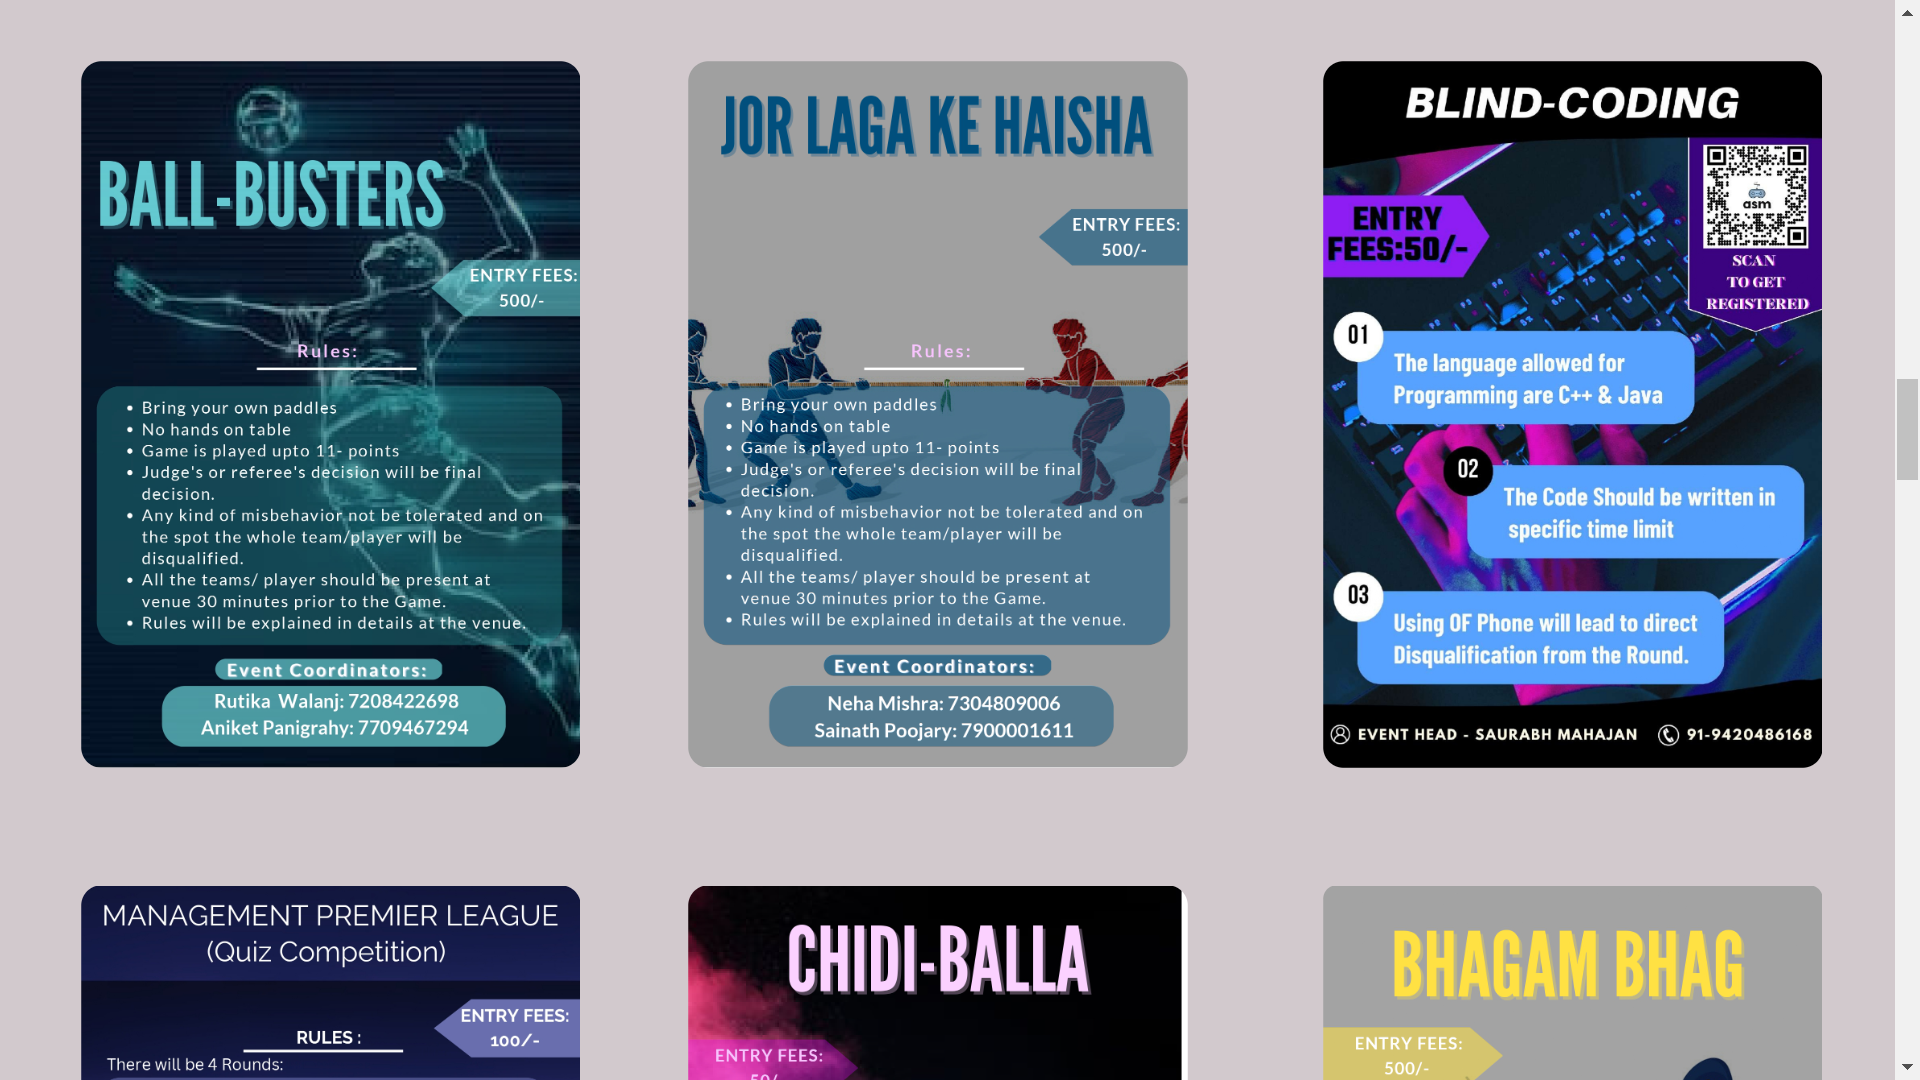 BALL-BUSTERS
ENTRY FEES:
500/-
Rules:
• Bring your own paddles
• No hands on table
• Game is played upto 11- points
• Judge's or referee's decision will be final
decision.
• Any kind of misbehavior not be tolerated and on
the spot the whole team/player will be
disqualified.
• All the teams/ player should be present at
venue 30 minutes prior to the Game.
• Rules will be explained in details at the venue.
Event Coordinators:
Rutika Walanj: 7208422698
Aniket Panigrahy: 7709467294
JOR LAGA KE HAISHA
ENTRY FEES:
500/-
Rules:
• Bring your own paddles
• No hands on table
• Game is played upto 11- points
• Judge's or referee's decision will be final
decision.
• Any kind of misbehavior not be tolerated and on
the spot the whole team/player will be
disqualified.
• All the teams/ player should be present at
venue 30 minutes prior to the Game.
• Rules will be explained in details at the venue.
Event Coordinators:
Neha Mishra: 7304809006
Sainath Poojary: 7900001611
BLIND-CODING
asm
SCAN
TO GET
REGISTERED
ENTRY
FEES:50/-
01
The language allowed for
Programming are C++ & Java
02
The Code Should be written in
specific time limit
03
Using OF Phone will lead to direct
Disqualification from the Round.
EVENT HEAD - SAURABH MAHAJAN 91-9420486168
MANAGEMENT PREMIER LEAGUE
(Quiz Competition)
ENTRY FEES:
100/-
RULES :
There will be 4 Rounds:
CHIDI-BALLA
ENTRY FEES:
50/-
BHAGAM BHAG
ENTRY FEES:
500/-